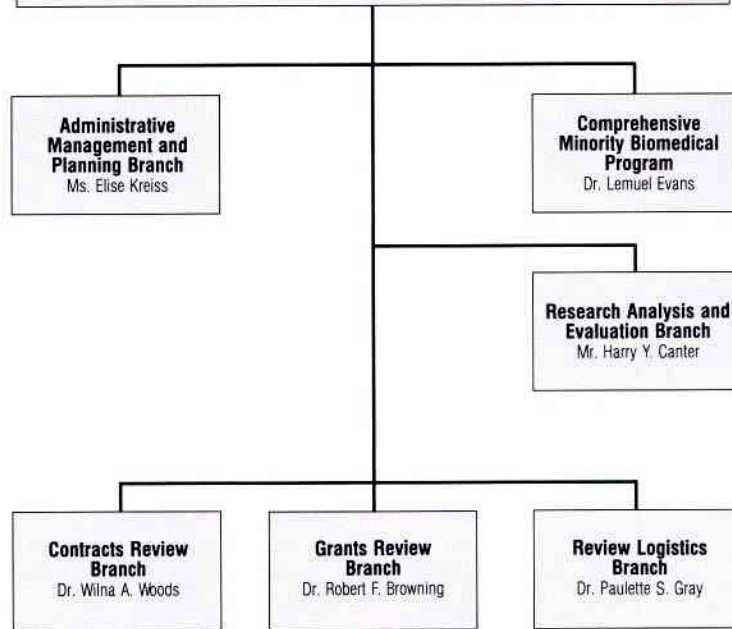 Administrative
Management and
Planning Branch
Ms. Elise Kreiss
Comprehensive
Minority Biomedical
Program
Dr. Lemuel Evans
Research Analysis and
Evaluation Branch
Mr. Harry Y. Canter
Contracts Review
Branch
Dr. Wilna A. Woods
Grants Review
Branch
Dr. Robert F. Browning
Review Logistics
Branch
Dr. Paulette S. Gray